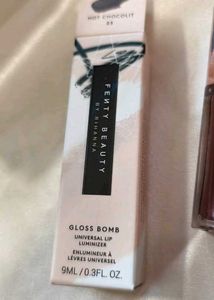 HOT CHOCOLIT
FENTY BEAUTY
BY RIHANNA
GLOSS BOMB
UNIVERSAL LIP
LUMINIZER
ENLUMINEUR À
LÈVRES UNIVERSEL
9ML / 0.3FL. OZ.